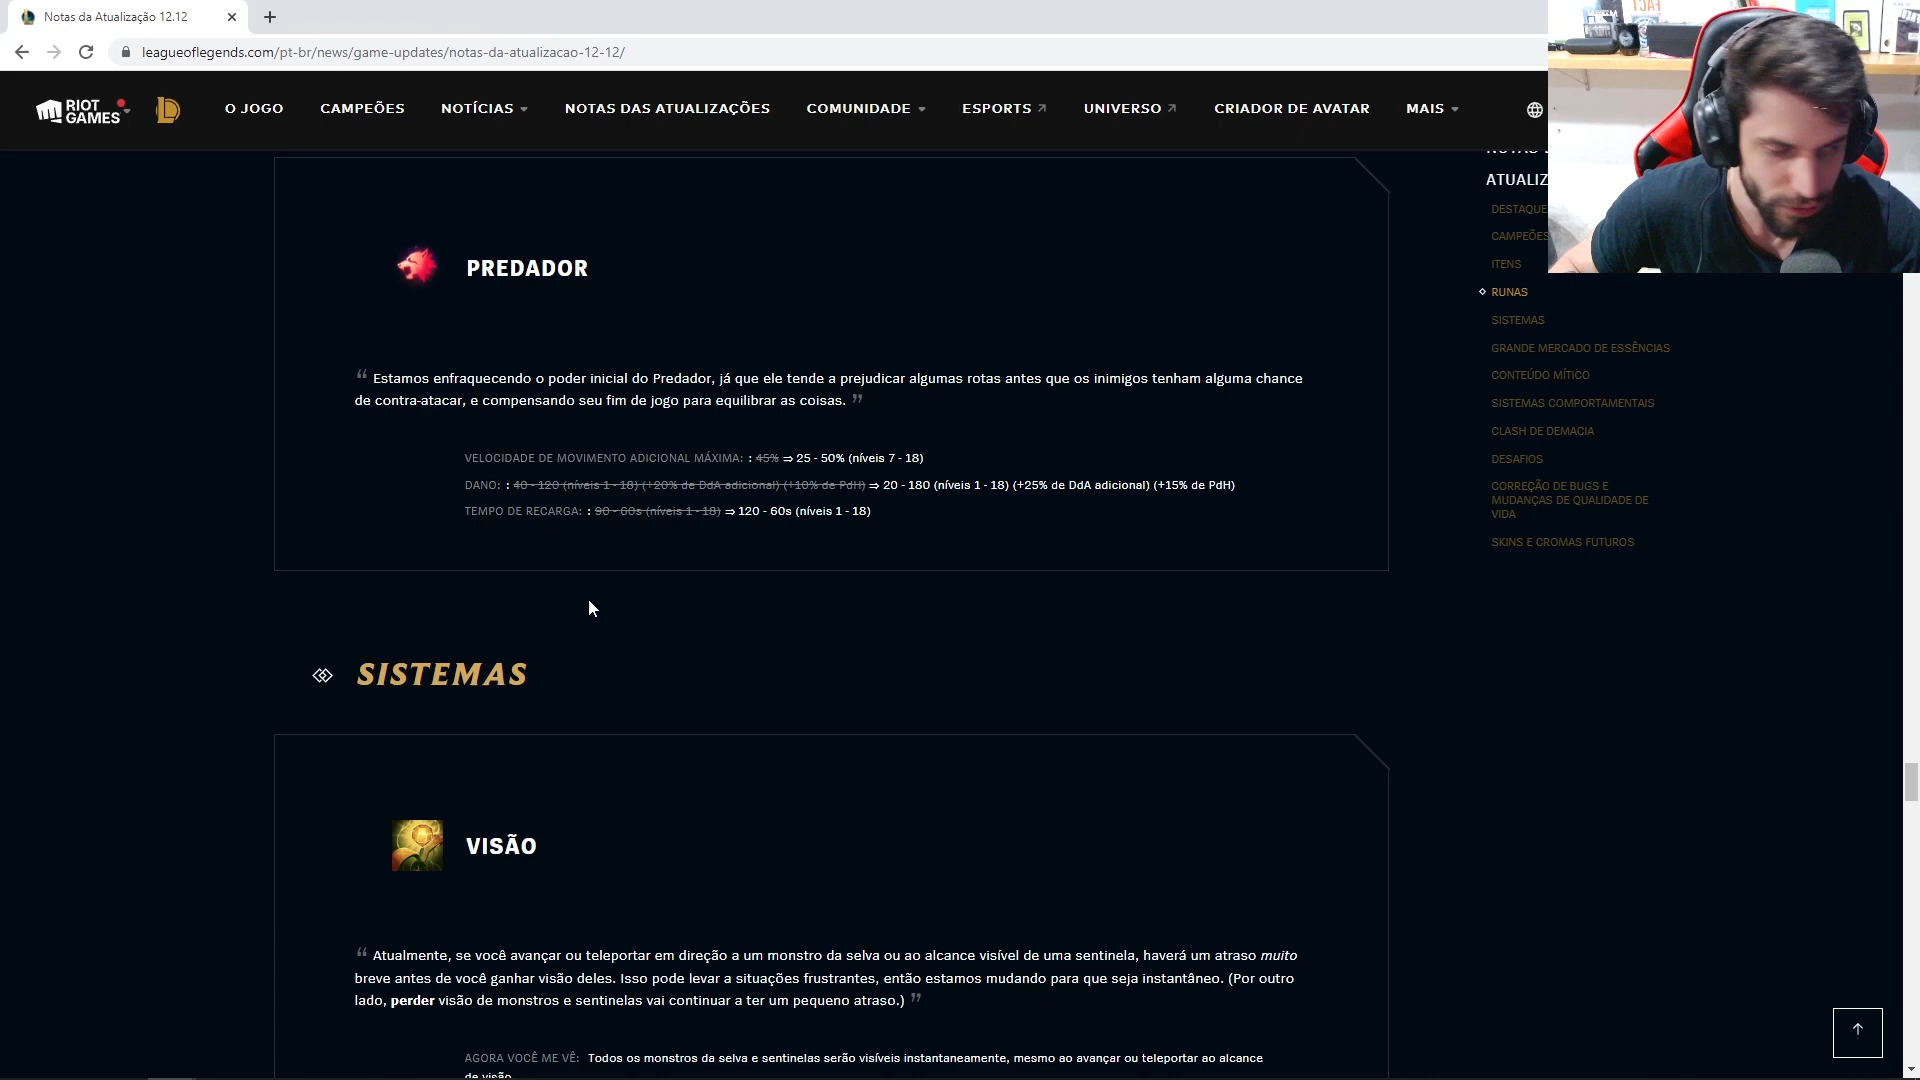 Notas da Atualização 12.12
leagueoflegends.com/pt-br/news/game-updates/notas-da-atualizacao-12-12/
RIOT GAMES
O JOGO
CAMPEÕES
NOTÍCIAS
NOTAS DAS ATUALIZAÇÕES
COMUNIDADE
ESPORTS
UNIVERSO
CRIADOR DE AVATAR
MAIS
PREDADOR
“ Estamos enfraquecendo o poder inicial do Predador, já que ele tende a prejudicar algumas rotas antes que os inimigos tenham alguma chance
de contra-atacar, e compensando seu fim de jogo para equilibrar as coisas. ”
VELOCIDADE DE MOVIMENTO ADICIONAL MÁXIMA: : 45% ⇒ 25 - 50% (níveis 7 - 18)
DANO: : 40 - 120 (níveis 1 - 18) (+20% de DdA adicional) (+10% de PdH) ⇒ 20 - 180 (níveis 1 - 18) (+25% de DdA adicional) (+15% de PdH)
TEMPO DE RECARGA: : 90 - 60s (níveis 1 - 18) ⇒ 120 - 60s (níveis 1 - 18)
SISTEMAS
VISÃO
“ Atualmente, se você avançar ou teleportar em direção a um monstro da selva ou ao alcance visível de uma sentinela, haverá um atraso muito
breve antes de você ganhar visão deles. Isso pode levar a situações frustrantes, então estamos mudando para que seja instantâneo. (Por outro
lado, perder visão de monstros e sentinelas vai continuar a ter um pequeno atraso.) ”
AGORA VOCÊ ME VÊ: Todos os monstros da selva e sentinelas serão visíveis instantaneamente, mesmo ao avançar ou teleportar ao alcance
de visão
NOTAS
ATUALIZ
DESTAQUE
CAMPEÕES
ITENS
RUNAS
SISTEMAS
GRANDE MERCADO DE ESSÊNCIAS
CONTEÚDO MÍTICO
SISTEMAS COMPORTAMENTAIS
CLASH DE DEMACIA
DESAFIOS
CORREÇÃO DE BUGS E
MUDANÇAS DE QUALIDADE DE
VIDA
SKINS E CROMAS FUTUROS